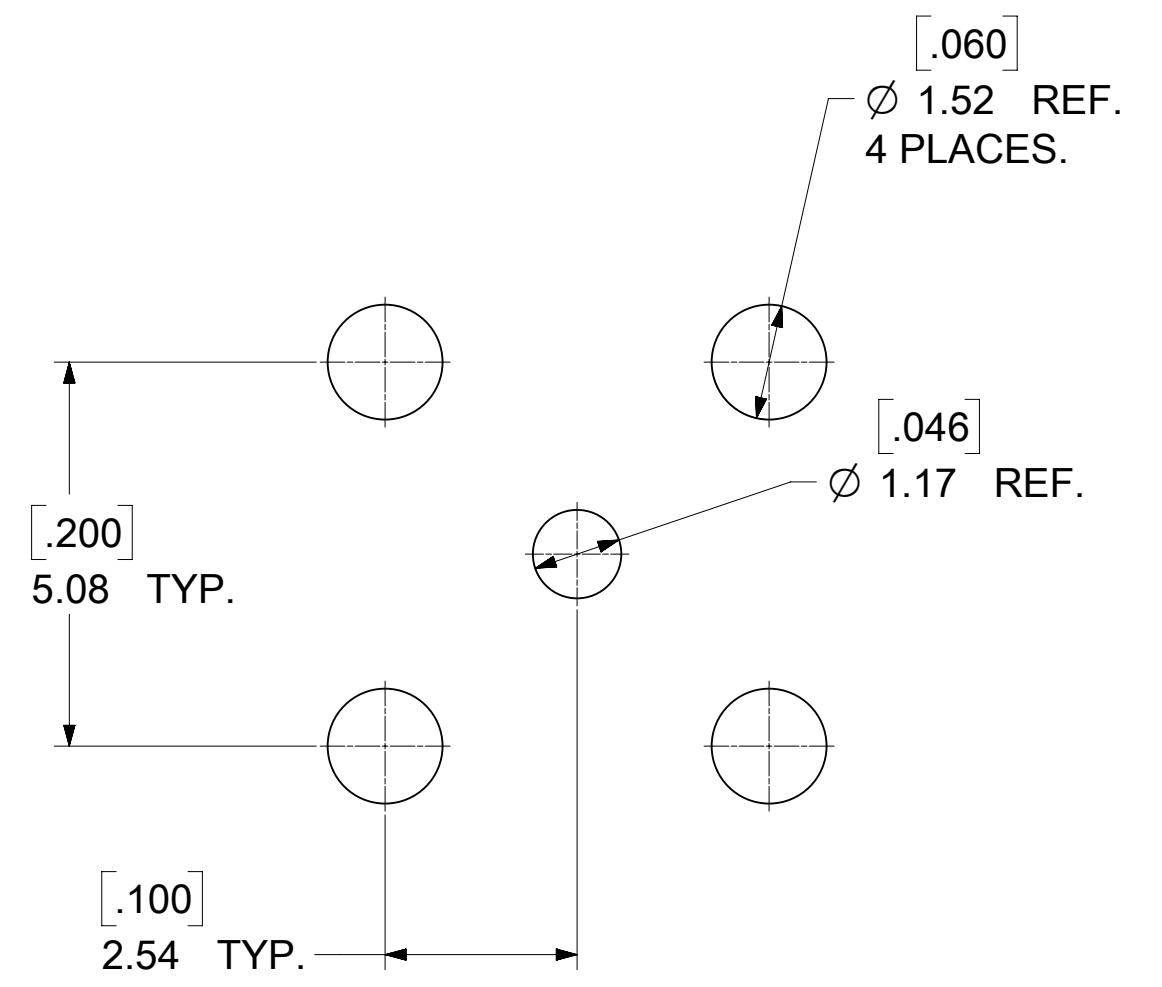 [.060]
∅ 1.52 REF.
4 PLACES.
[.046]
∅ 1.17 REF.
[.200]
5.08 TYP.
[.100]
2.54 TYP.